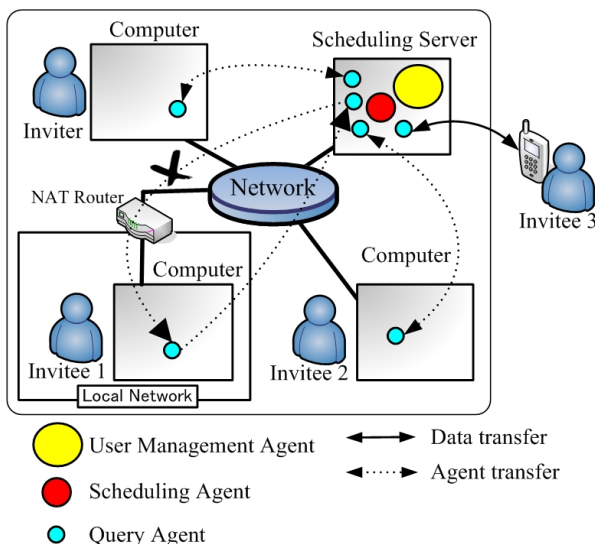 Computer
Scheduling Server
Inviter
Network
NAT Router
Invitee 3
Computer
Computer
Invitee 1
Invitee 2
Local Network
User Management Agent
Data transfer
Scheduling Agent
Agent transfer
Query Agent